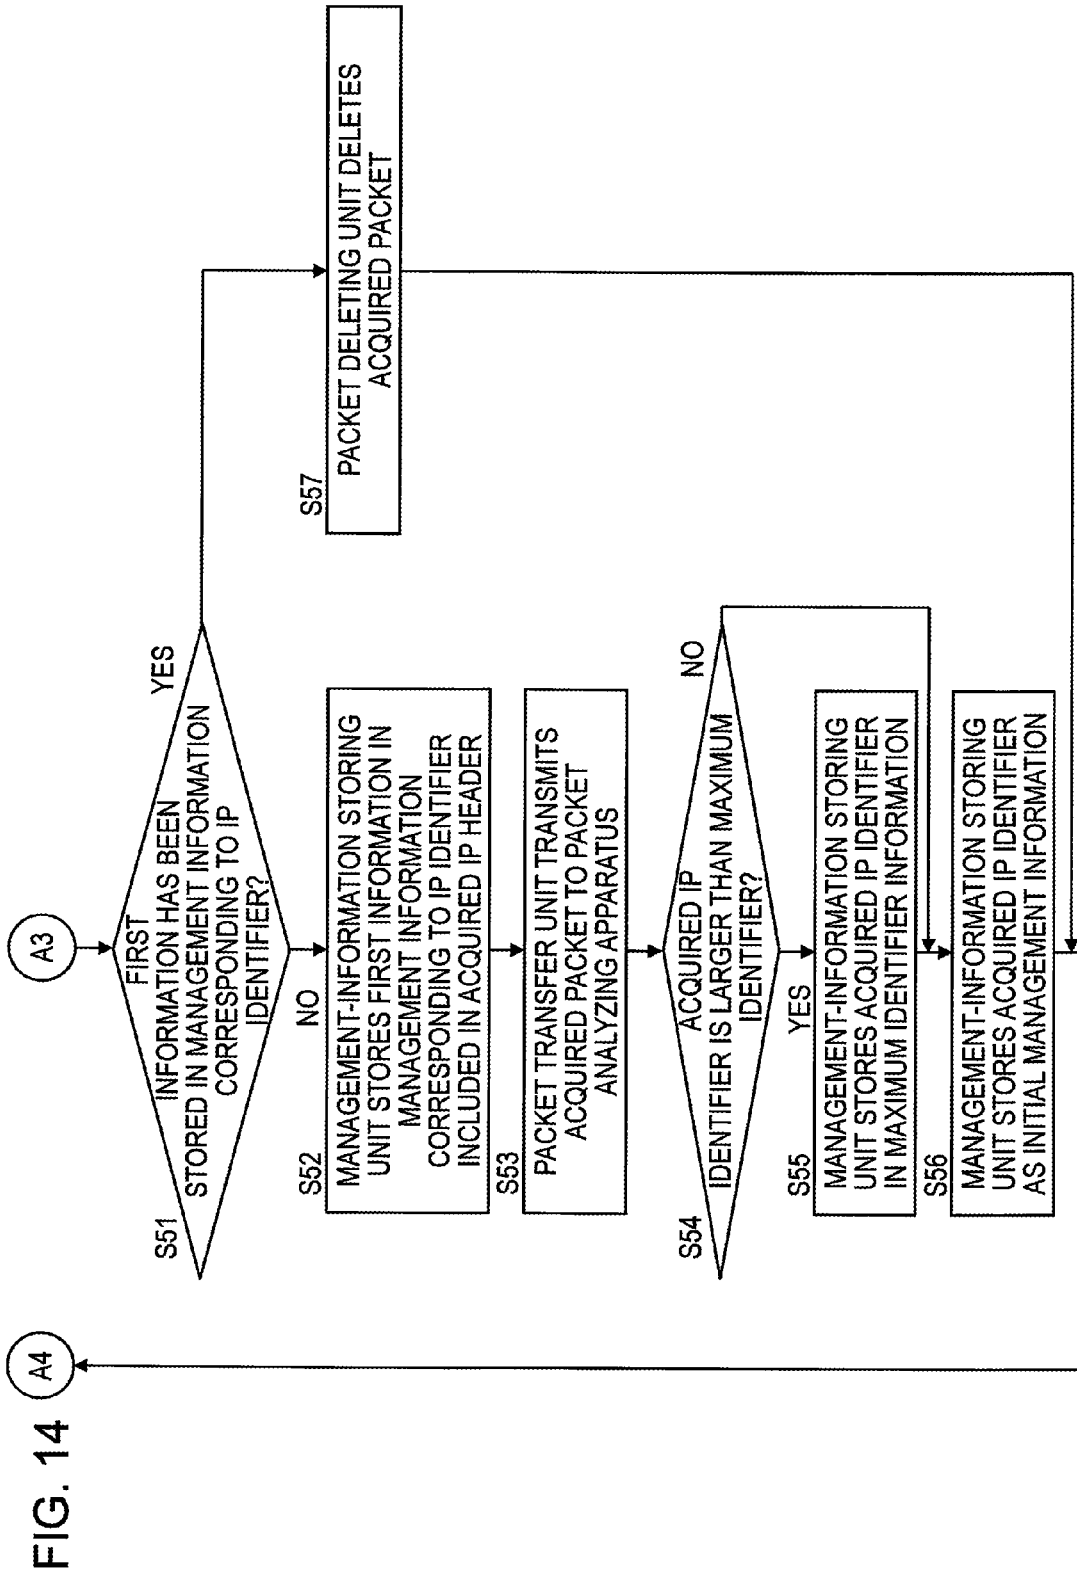 FIG. 14
A4
A3
S51
FIRST
INFORMATION HAS BEEN
STORED IN MANAGEMENT INFORMATION
CORRESPONDING TO IP
IDENTIFIER?
YES
NO
S52
MANAGEMENT-INFORMATION STORING
UNIT STORES FIRST INFORMATION IN
MANAGEMENT INFORMATION
CORRESPONDING TO IP IDENTIFIER
INCLUDED IN ACQUIRED IP HEADER
S53
PACKET TRANSFER UNIT TRANSMITS
ACQUIRED PACKET TO PACKET
ANALYZING APPARATUS
S54
ACQUIRED IP
IDENTIFIER IS LARGER THAN MAXIMUM
IDENTIFIER?
NO
YES
S55
MANAGEMENT-INFORMATION STORING
UNIT STORES ACQUIRED IP IDENTIFIER
IN MAXIMUM IDENTIFIER INFORMATION
S56
MANAGEMENT-INFORMATION STORING
UNIT STORES ACQUIRED IP IDENTIFIER
AS INITIAL MANAGEMENT INFORMATION
S57
PACKET DELETING UNIT DELETES
ACQUIRED PACKET